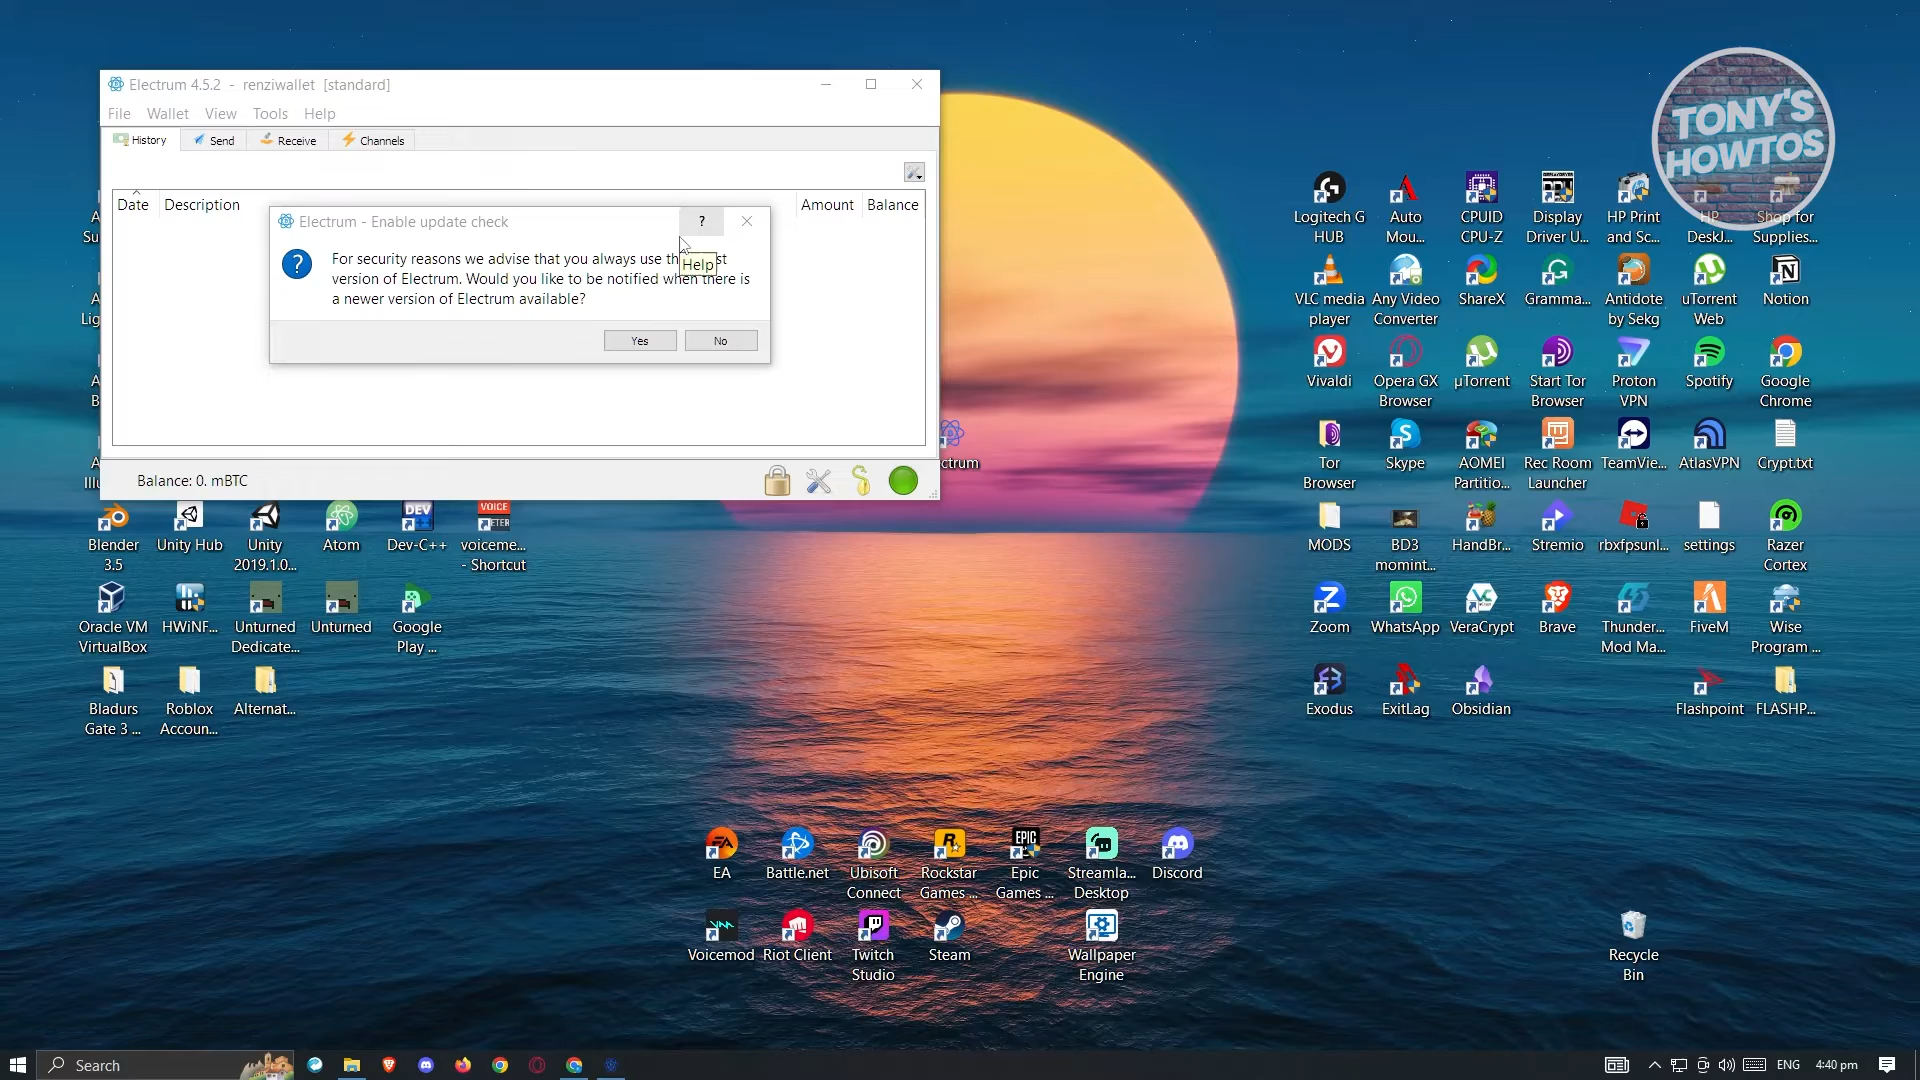 Electrum 4.5.2 - renziwallet [standard]
File Wallet View Tools Help
History Send Receive Channels
Date Description Amount Balance
Electrum - Enable update check ?
For security reasons we advise that you always use th st
version of Electrum. Would you like to be notified when there is
a newer version of Electrum available?
Help
Yes No
Balance: 0. mBTC
TONY'S
HOWTOS
Logitech G
HUB
Auto
Mou...
CPUID
CPU-Z
Display
Driver U...
HP Print
and Sc...
HP
DeskJ...
Shop for
Supplies...
VLC media
player
Any Video
Converter
ShareX
Gramma...
Antidote
by Sekg
uTorrent
Web
Notion
Vivaldi
Opera GX
Browser
µTorrent
Start Tor
Browser
Proton
VPN
Spotify
Google
Chrome
ctrum
Tor
Browser
Skype
AOMEI
Partitio...
Rec Room
Launcher
TeamVie...
AtlasVPN
Crypt.txt
MODS
BD3
momint...
HandBr...
Stremio
rbxfpsunl...
settings
Razer
Cortex
Zoom
WhatsApp
VeraCrypt
Brave
Thunder...
Mod Ma...
FiveM
Wise
Program ...
Exodus
ExitLag
Obsidian
Flashpoint
FLASHP...
A
Su
A
Lig
A
B
A
Illu
Blender
3.5
Unity Hub
Unity
2019.1.0...
Atom
DEV
Dev-C++
VOICE
METER
voiceme...
- Shortcut
Oracle VM
VirtualBox
HWiNF...
Unturned
Dedicate...
Unturned
Google
Play ...
Bladurs
Gate 3 ...
Roblox
Accoun...
Alternat...
EA
Battle.net
Ubisoft
Connect
Rockstar
Games ...
EPIC
GAMES
Epic
Games ...
Streamla...
Desktop
Discord
Voicemod
Riot Client
Twitch
Studio
Steam
Wallpaper
Engine
Recycle
Bin
Search
ENG 4:40 pm